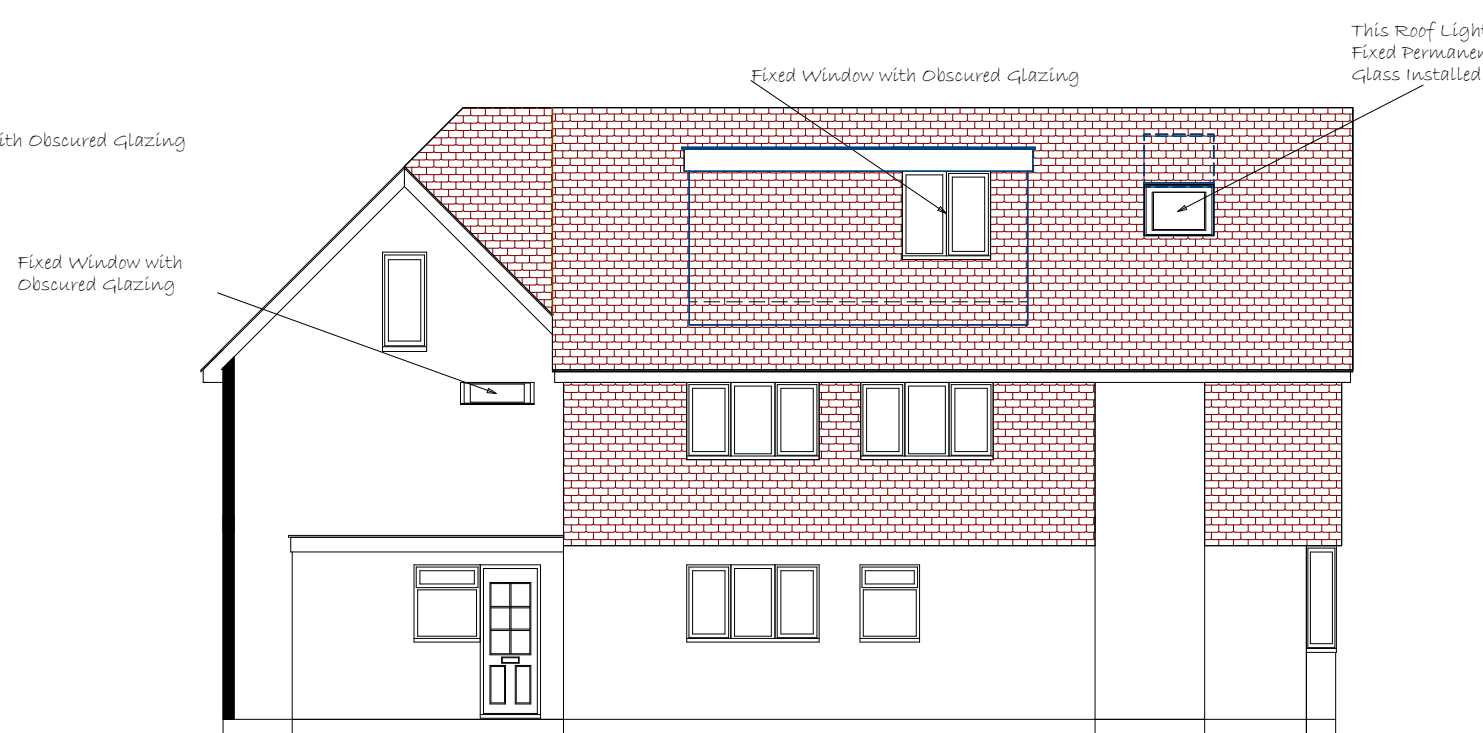 This Roof Light
Fixed Permanen
Glass Installed
Fixed Window with Obscured Glazing
ith Obscured Glazing
Fixed Window with
Obscured Glazing